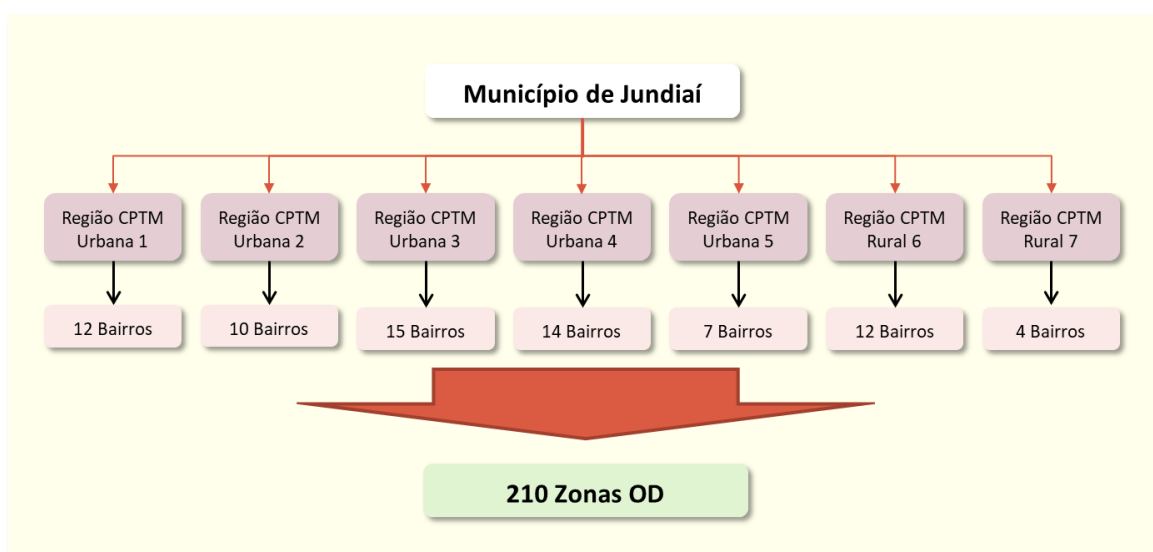 Município de Jundiaí
Região CPTM
Urbana 1
Região CPTM
Urbana 2
Região CPTM
Urbana 3
Região CPTM
Urbana 4
Região CPTM
Urbana 5
Região CPTM
Rural 6
Região CPTM
Rural 7
12 Bairros
10 Bairros
15 Bairros
14 Bairros
7 Bairros
12 Bairros
4 Bairros
210 Zonas OD